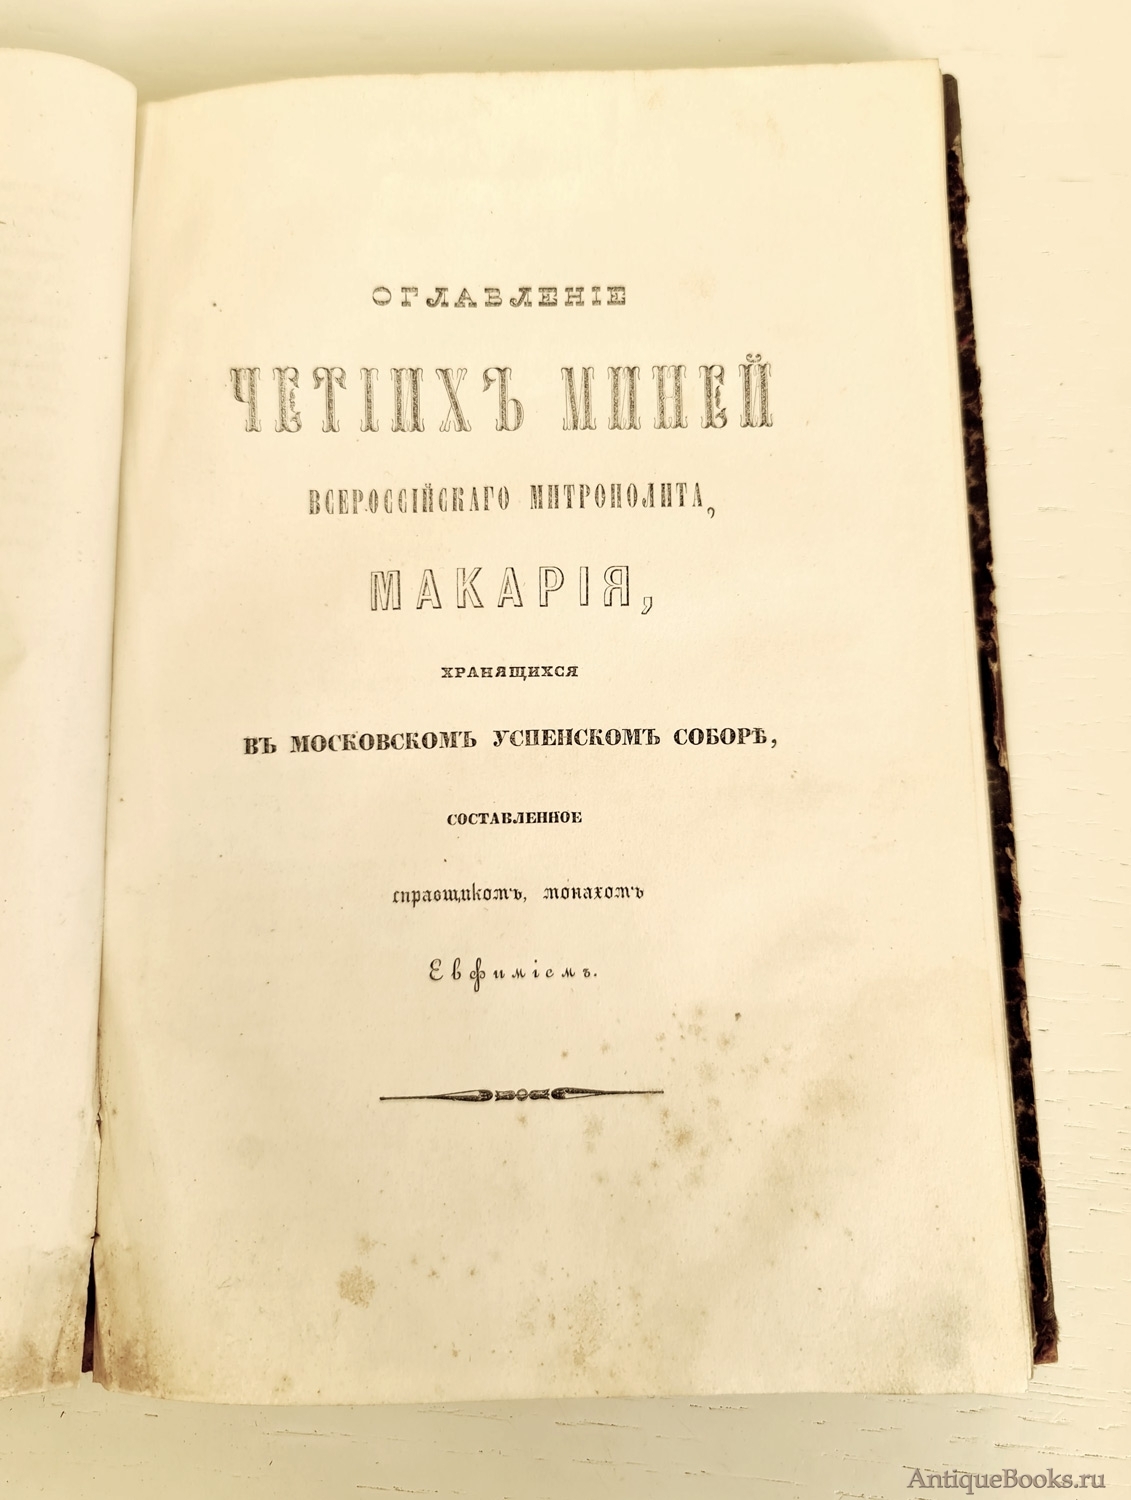 ОГЛАВЛЕНІЕ
ЧЕТІИХЪ МИНЕЙ
ВСЕРОССІЙСКАГО МИТРОПОЛИТА,
МАКАРІЯ,
ХРАНЯЩИХСЯ
ВЪ МОСКОВСКОМЪ УСПЕНСКОМЪ СОБОРѢ,
СОСТАВЛЕННОЕ
справщикомъ, монахомъ
Евфиміемъ.
AntiqueBooks.ru